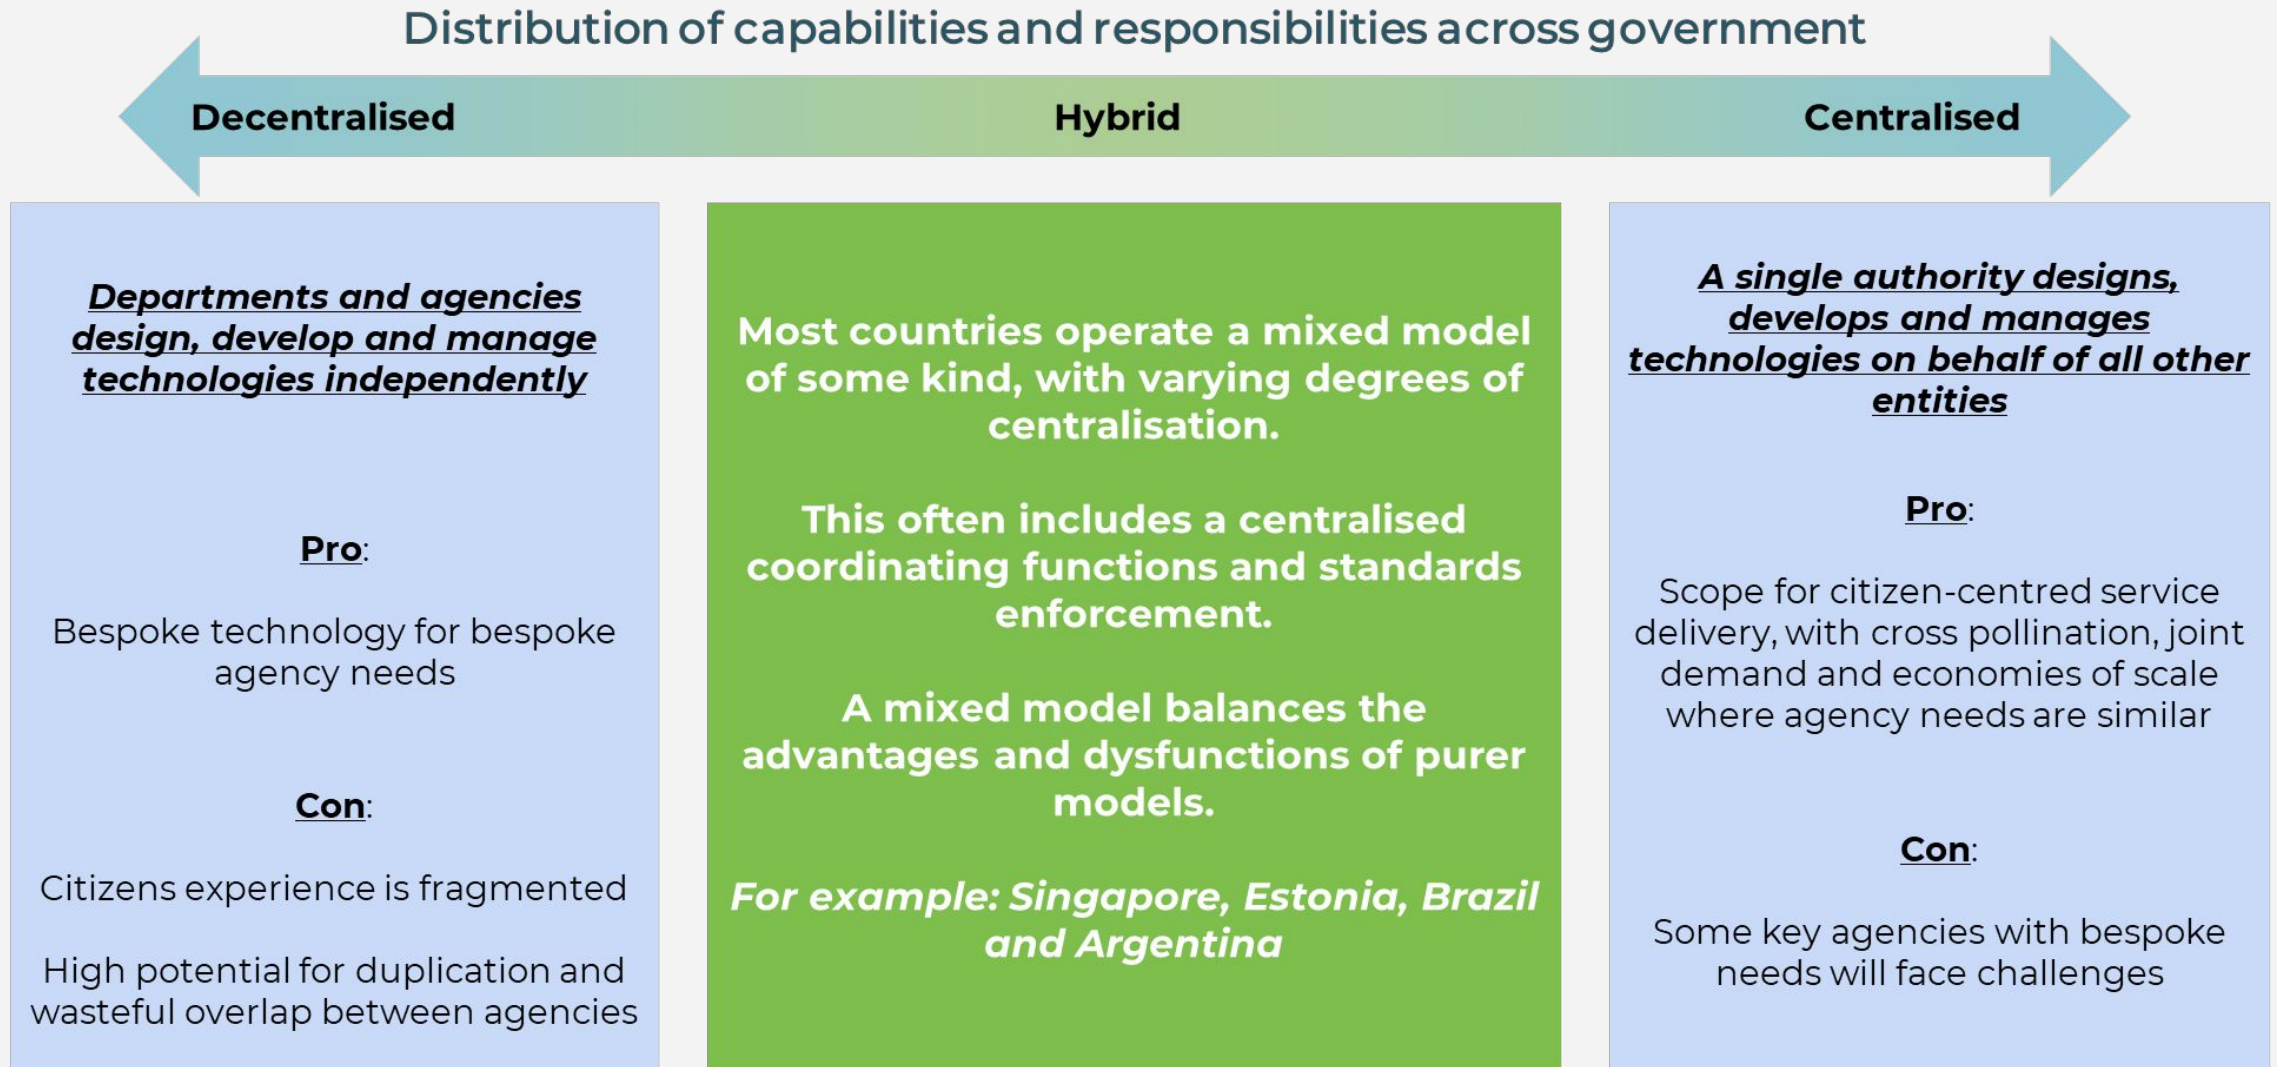 Distribution of capabilities and responsibilities across government
Decentralised
Hybrid
Centralised
Departments and agencies
design, develop and manage
technologies independently
Pro:
Bespoke technology for bespoke
agency needs
Con:
Citizens experience is fragmented
High potential for duplication and
wasteful overlap between agencies
Most countries operate a mixed model
of some kind, with varying degrees of
centralisation.
This often includes a centralised
coordinating functions and standards
enforcement.
A mixed model balances the
advantages and dysfunctions of purer
models.
For example: Singapore, Estonia, Brazil
and Argentina
A single authority designs,
develops and manages
technologies on behalf of all other
entities
Pro:
Scope for citizen-centred service
delivery, with cross pollination, joint
demand and economies of scale
where agency needs are similar
Con:
Some key agencies with bespoke
needs will face challenges